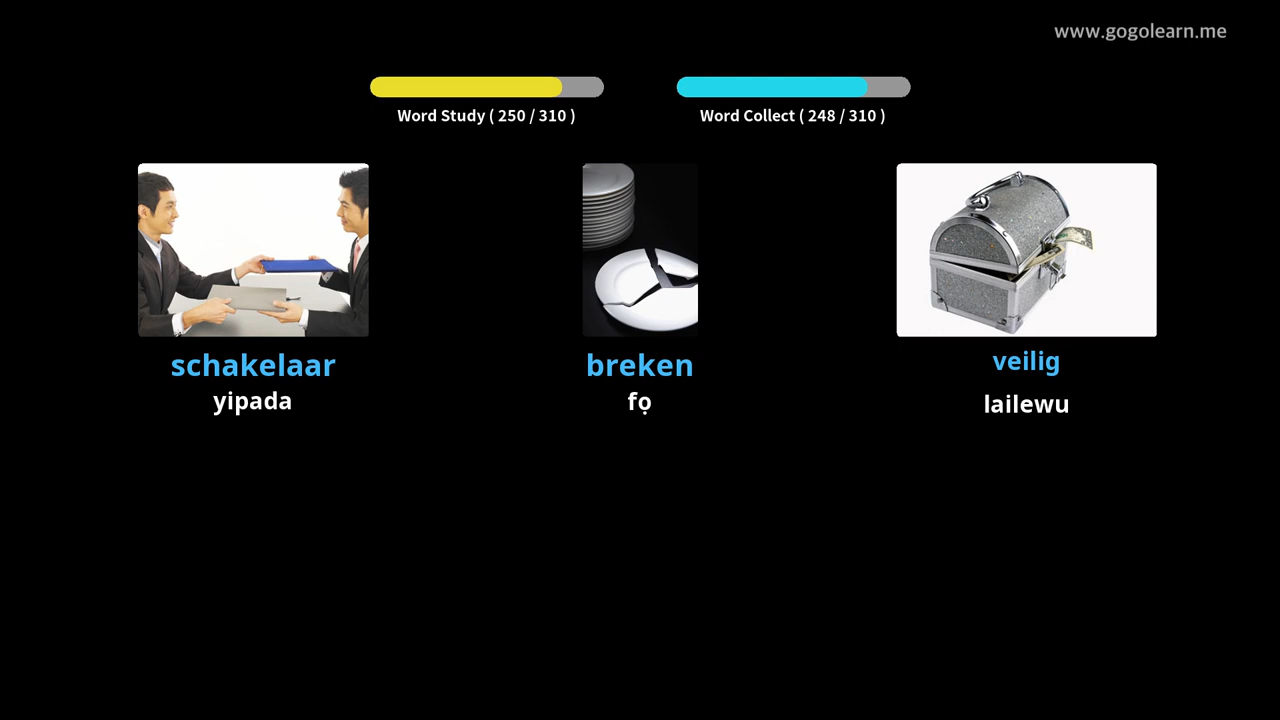 www.gogolearn.me
Word Study ( 250 / 310 )
Word Collect ( 248 / 310 )
schakelaar
yipada
breken
fọ
veilig
lailewu